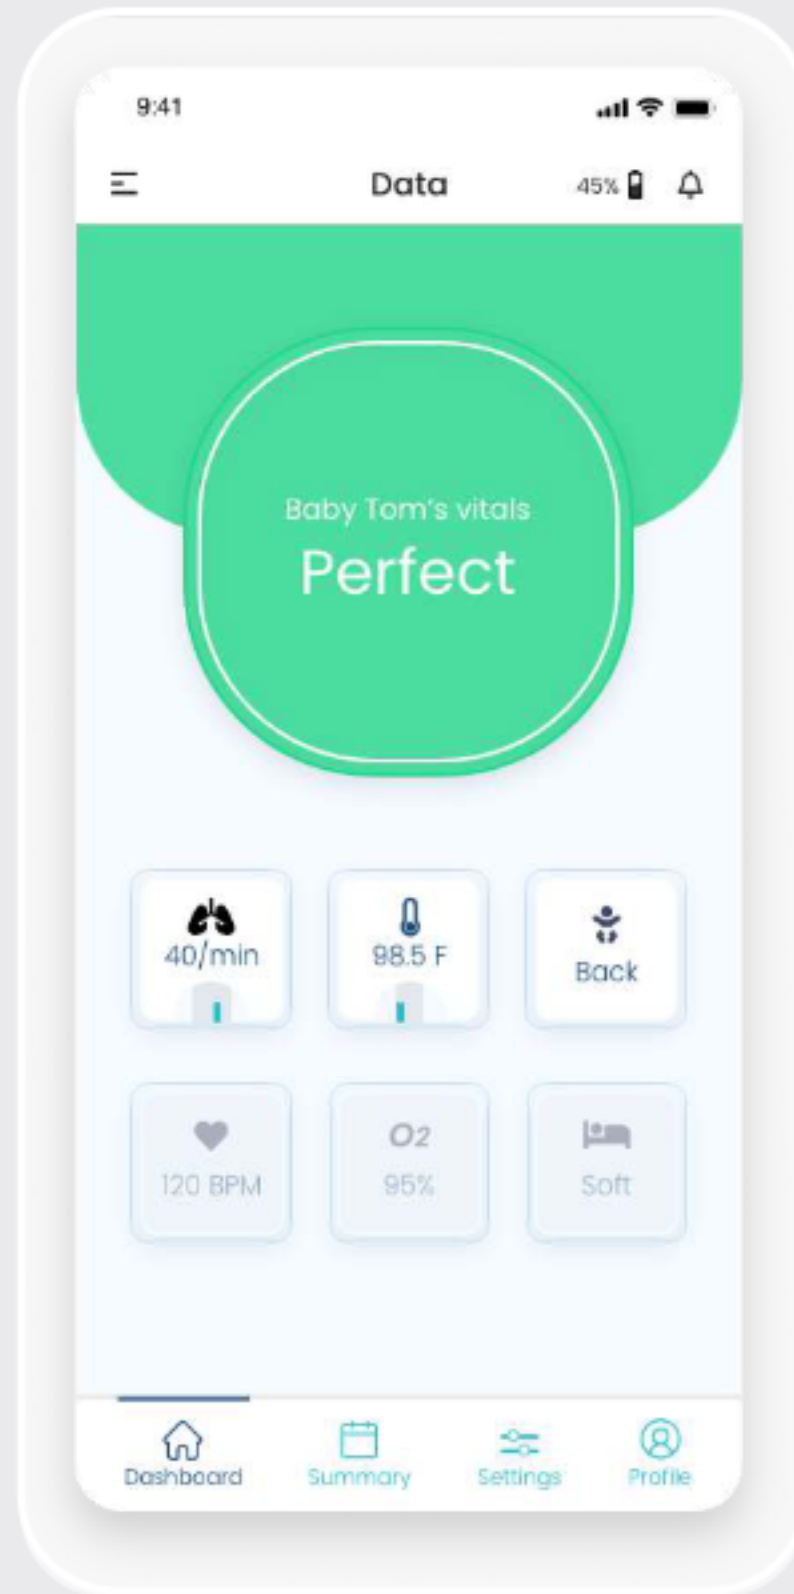 9:41
Data
45%
Baby Tom's vitals
Perfect
40/min
98.5 F
Back
120 BPM
O2
95%
Soft
Dashboard
Summary
Settings
Profile